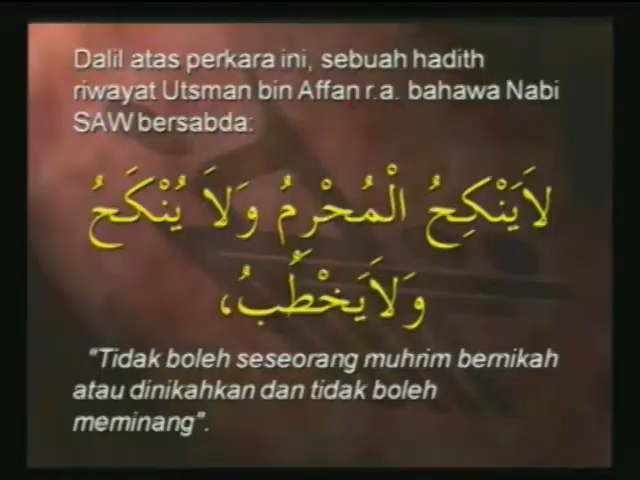 Dalil atas perkara ini, sebuah hadith
riwayat Utsman bin Affan r.a. bahawa Nabi
SAW bersabda:
لاَيَنْكِحُ الْمُحْرِمُ وَلاَ يُنْكَحُ
وَلاَيَخْطُبُ،
"Tidak boleh seseorang muhrim bernikah
atau dinikahkan dan tidak boleh
meminang".